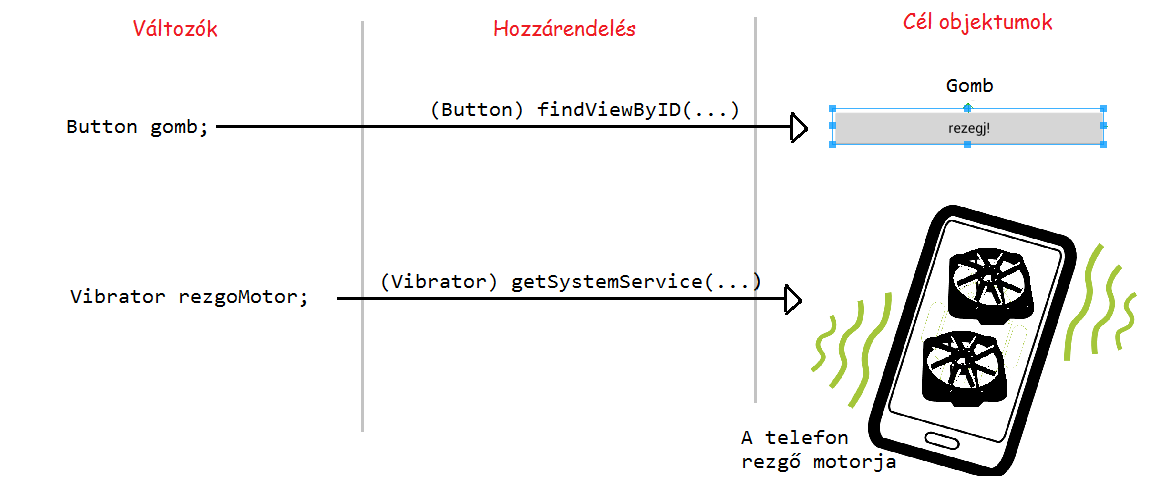 Változók
Hozzárendelés
Cél objektumok
Gomb
(Button) findViewByID(...)
Button gomb;
rezegj!
(Vibrator) getSystemService(...)
Vibrator rezgoMotor;
A telefon
rezgő motorja